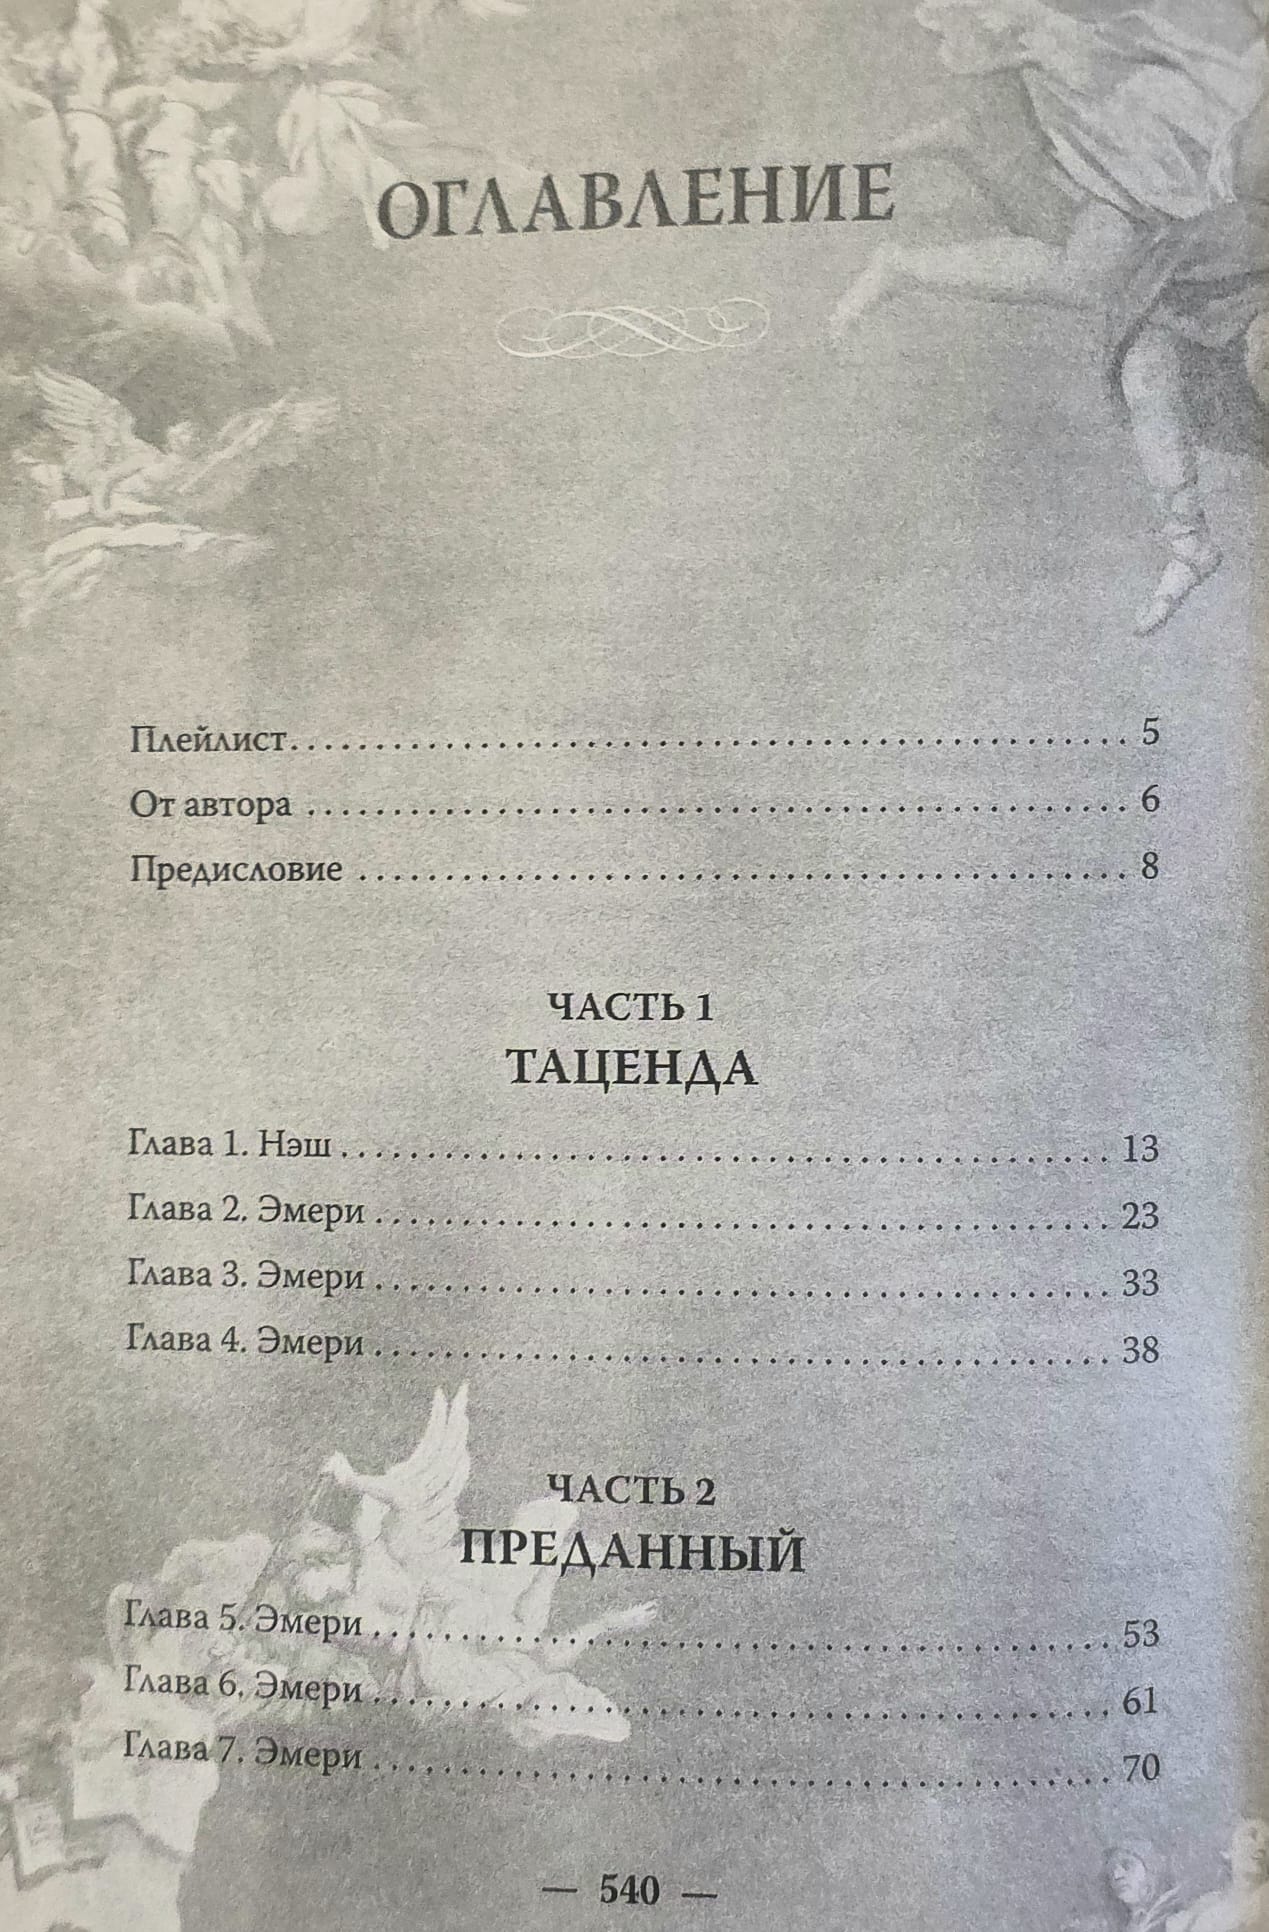 ОГЛАВЛЕНИЕ
Плейлист........................................................ 5
От автора ....................................................... 6
Предисловие .................................................... 8
ЧАСТЬ 1
ТАЦЕНДА
Глава 1. Нэш .................................................... 13
Глава 2. Эмери .................................................. 23
Глава 3. Эмери .................................................. 33
Глава 4. Эмери .................................................. 38
ЧАСТЬ 2
ПРЕДАННЫЙ
Глава 5. Эмери .................................................. 53
Глава 6. Эмери .................................................. 61
Глава 7. Эмери .................................................. 70
— 540 —